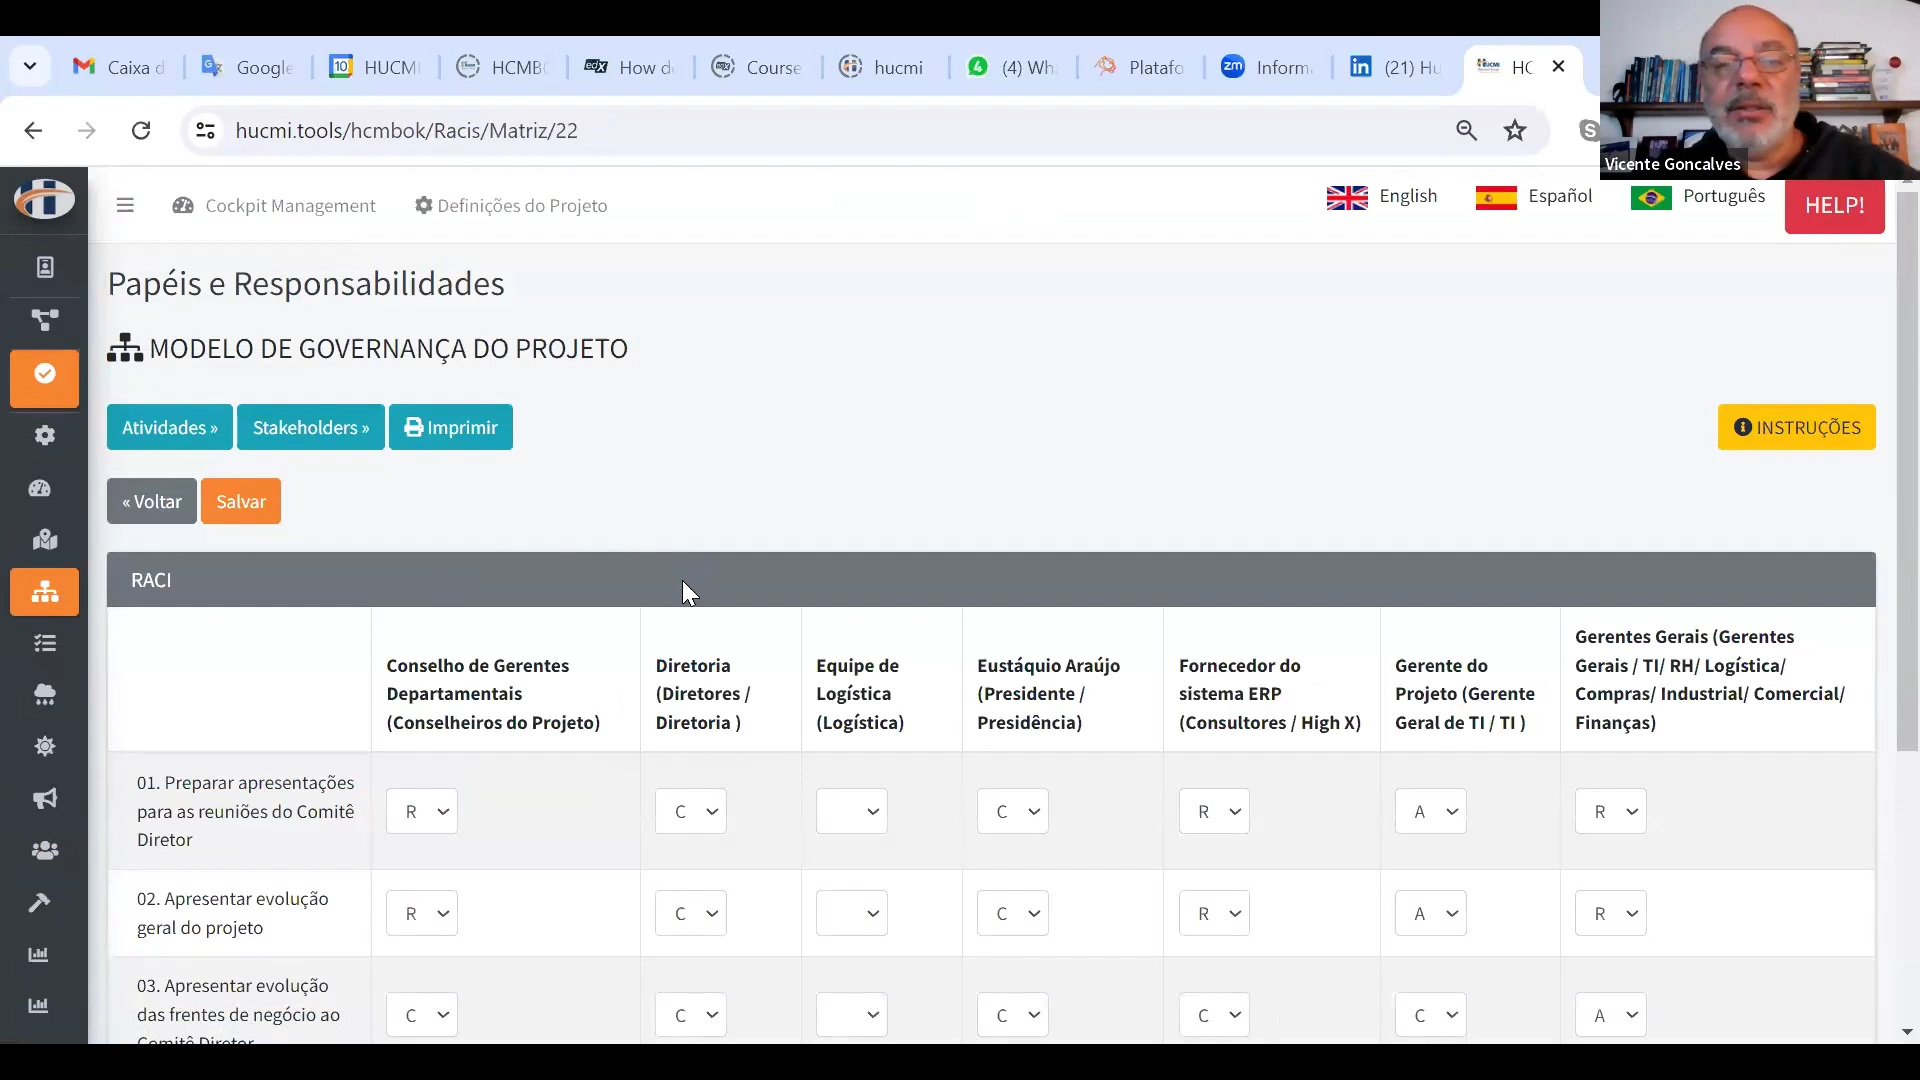 Caixa d
Google
HUCMI
HCMB
How d
Course
hucmi
(4) Wh
Platafo
Inform
(21) Hu
HC
hucmi.tools/hcmbok/Racis/Matriz/22
Vicente Goncalves
Cockpit Management
Definições do Projeto
English
Español
Português
HELP!
Papéis e Responsabilidades
MODELO DE GOVERNANÇA DO PROJETO
Atividades »
Stakeholders »
Imprimir
INSTRUÇÕES
« Voltar
Salvar
RACI
Conselho de Gerentes
Departamentais
(Conselheiros do Projeto)
Diretoria
(Diretores /
Diretoria )
Equipe de
Logística
(Logística)
Eustáquio Araújo
(Presidente /
Presidência)
Fornecedor do
sistema ERP
(Consultores / High X)
Gerente do
Projeto (Gerente
Geral de TI / TI )
Gerentes Gerais (Gerentes
Gerais / TI/ RH/ Logística/
Compras/ Industrial/ Comercial/
Finanças)
01. Preparar apresentações
para as reuniões do Comitê
Diretor
R
C
C
R
A
R
02. Apresentar evolução
geral do projeto
R
C
C
R
A
R
03. Apresentar evolução
das frentes de negócio ao
Comitê Diretor
C
C
C
C
C
A